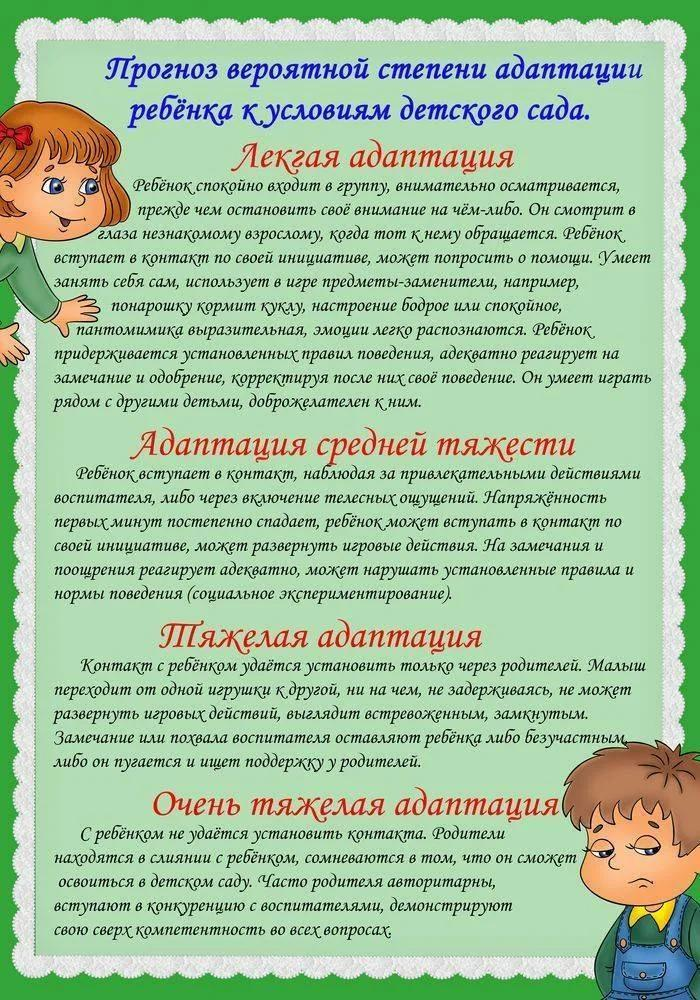 Прогноз вероятной степени адаптации
ребёнка к условиям детского сада.
Лекгая адаптация
Ребёнок спокойно входит в группу, внимательно осматривается,
прежде чем остановить своё внимание на чём-либо. Он смотрит в
глаза незнакомому взрослому, когда тот к нему обращается. Ребёнок
вступает в контакт по своей инициативе, может попросить о помощи. Умеет
занять себя сам, использует в игре предметы-заменители, например,
понарошку кормит куклу, настроение бодрое или спокойное,
пантомимика выразительная, эмоции легко распознаются. Ребёнок
придерживается установленных правил поведения, адекватно реагирует на
замечание и одобрение, корректируя после них своё поведение. Он умеет играть
рядом с другими детьми, доброжелателен к ним.
Адаптация средней тяжести
Ребёнок вступает в контакт, наблюдая за привлекательными действиями
воспитателя, либо через включение телесных ощущений. Напряжённость
первых минут постепенно спадает, ребёнок может вступать в контакт по
своей инициативе, может развернуть игровые действия. На замечания и
поощрения реагирует адекватно, может нарушать установленные правила и
нормы поведения (социальное экспериментирование).
Тяжелая адаптация
Контакт с ребёнком удаётся установить только через родителей. Малыш
переходит от одной игрушки к другой, ни на чем, не задерживаясь, не может
развернуть игровых действий, выглядит встревоженным, замкнутым.
Замечание или похвала воспитателя оставляют ребёнка либо безучастным,
либо он пугается и ищет поддержку у родителей.
Очень тяжелая адаптация
С ребёнком не удаётся установить контакта. Родители
находятся в слиянии с ребёнком, сомневаются в том, что он сможет
освоиться в детском саду. Часто родителя авторитарны,
вступают в конкуренцию с воспитателями, демонстрируют
свою сверх компетентность во всех вопросах.